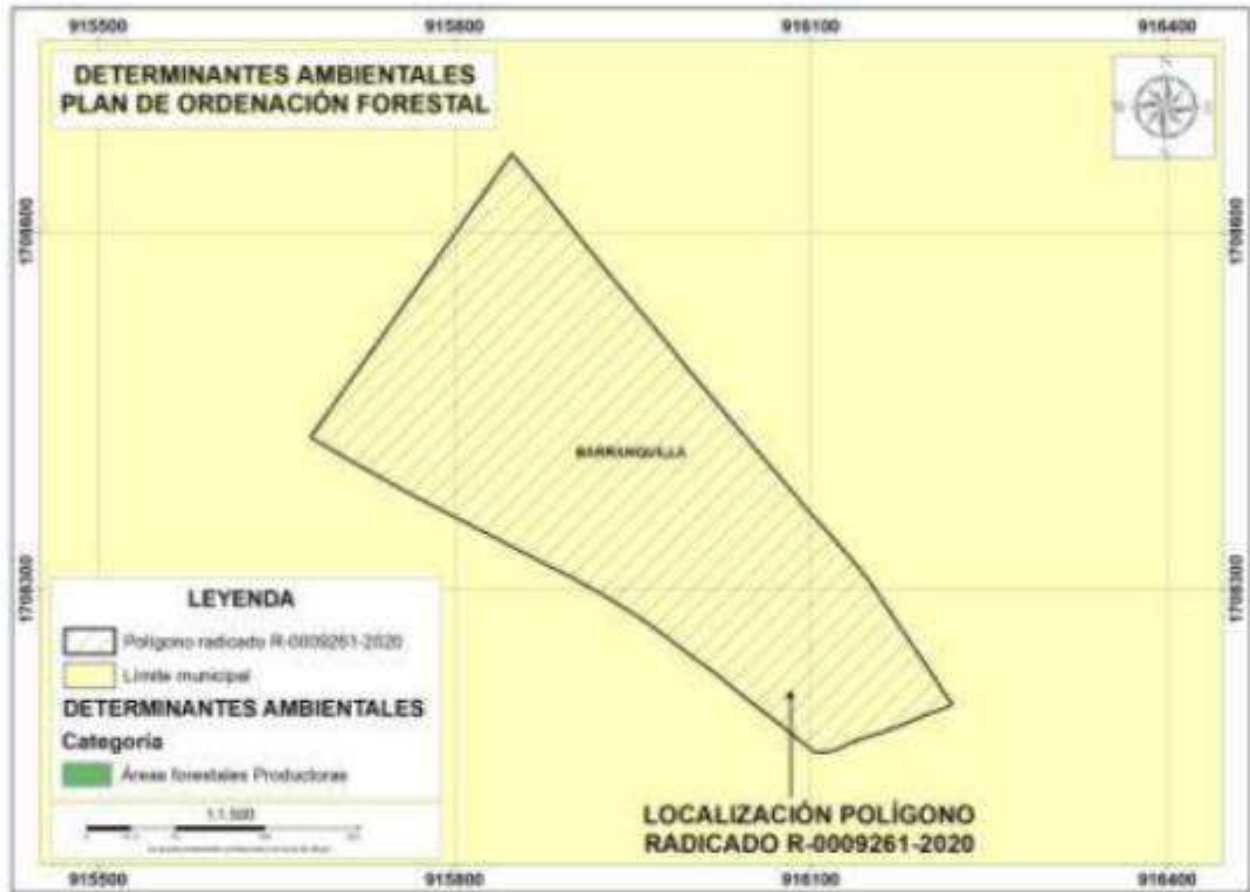 915500 915800 916100 916400
DETERMINANTES AMBIENTALES
PLAN DE ORDENACIÓN FORESTAL
1708600 1708600
BARRANQUILLA
1708300 1708300
LEYENDA
Polígono radicado R-0009261-2020
Límite municipal
DETERMINANTES AMBIENTALES
Categoría
Áreas forestales Productoras
LOCALIZACIÓN POLÍGONO
RADICADO R-0009261-2020
915500 915800 916100 916400